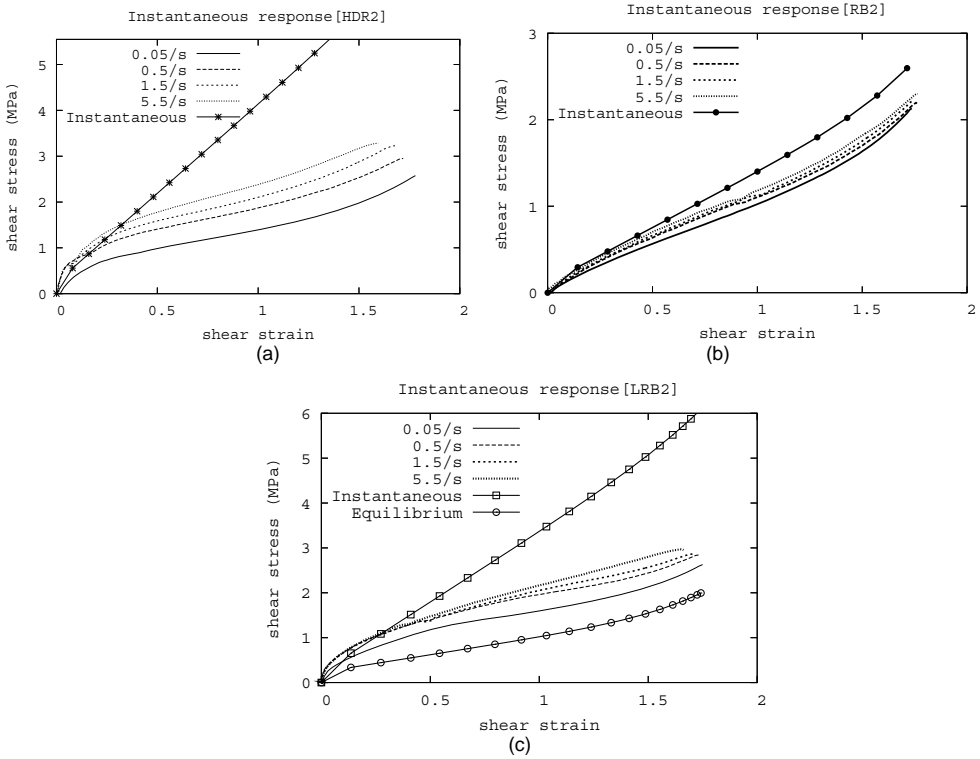 Instantaneous response[HDR2]
0.05/s
0.5/s
1.5/s
5.5/s
Instantaneous
shear stress (MPa)
5
4
3
2
1
0
0 0.5 1 1.5 2
shear strain
(a)
Instantaneous response[RB2]
0.05/s
0.5/s
1.5/s
5.5/s
Instantaneous
shear stress (MPa)
3
2
1
0
0 0.5 1 1.5 2
shear strain
(b)
Instantaneous response[LRB2]
0.05/s
0.5/s
1.5/s
5.5/s
Instantaneous
Equilibrium
shear stress (MPa)
6
5
4
3
2
1
0
0 0.5 1 1.5 2
shear strain
(c)